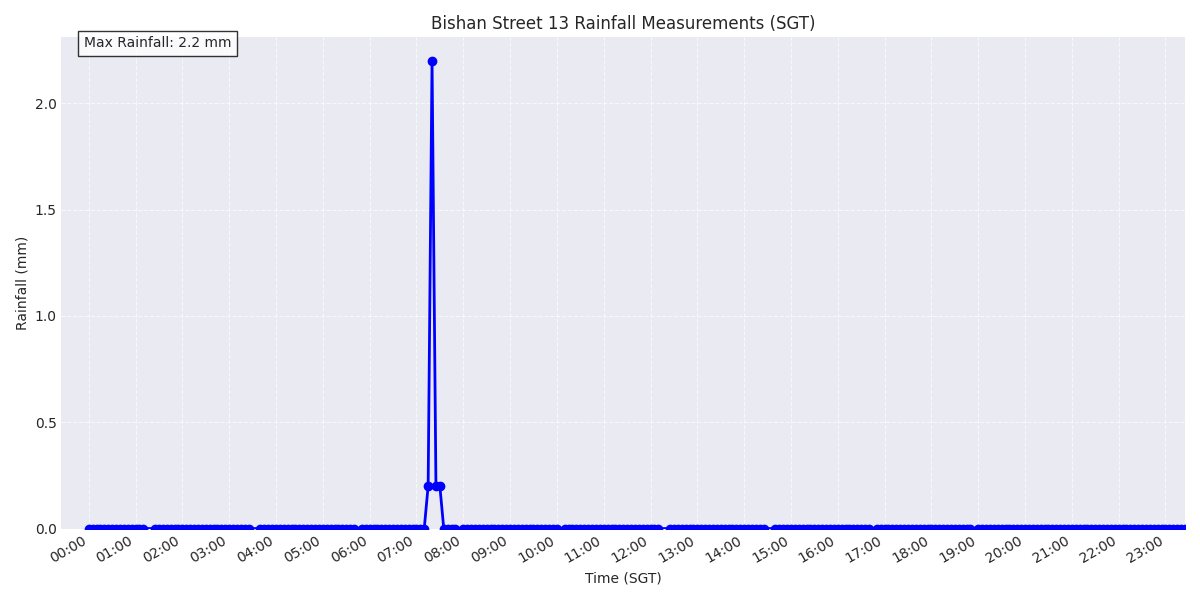 Bishan Street 13 Rainfall Measurements (SGT)
Max Rainfall: 2.2 mm
Rainfall (mm)
2.0
1.5
1.0
0.5
0.0
00:00 01:00 02:00 03:00 04:00 05:00 06:00 07:00 08:00 09:00 10:00 11:00 12:00 13:00 14:00 15:00 16:00 17:00 18:00 19:00 20:00 21:00 22:00 23:00
Time (SGT)